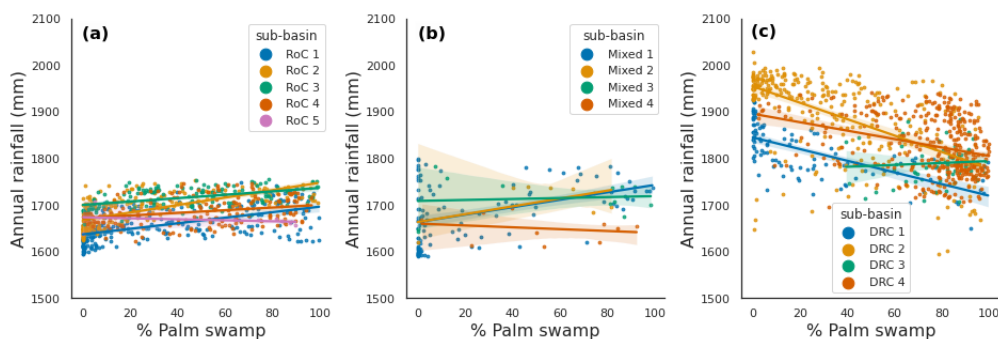 (a)
sub-basin
RoC 1
RoC 2
RoC 3
RoC 4
RoC 5
2100
2000
1900
1800
1700
1600
1500
Annual rainfall (mm)
0 20 40 60 80 100
% Palm swamp
(b)
sub-basin
Mixed 1
Mixed 2
Mixed 3
Mixed 4
2100
2000
1900
1800
1700
1600
1500
Annual rainfall (mm)
0 20 40 60 80 100
% Palm swamp
(c)
2100
2000
1900
1800
1700
1600
1500
Annual rainfall (mm)
sub-basin
DRC 1
DRC 2
DRC 3
DRC 4
0 20 40 60 80 100
% Palm swamp